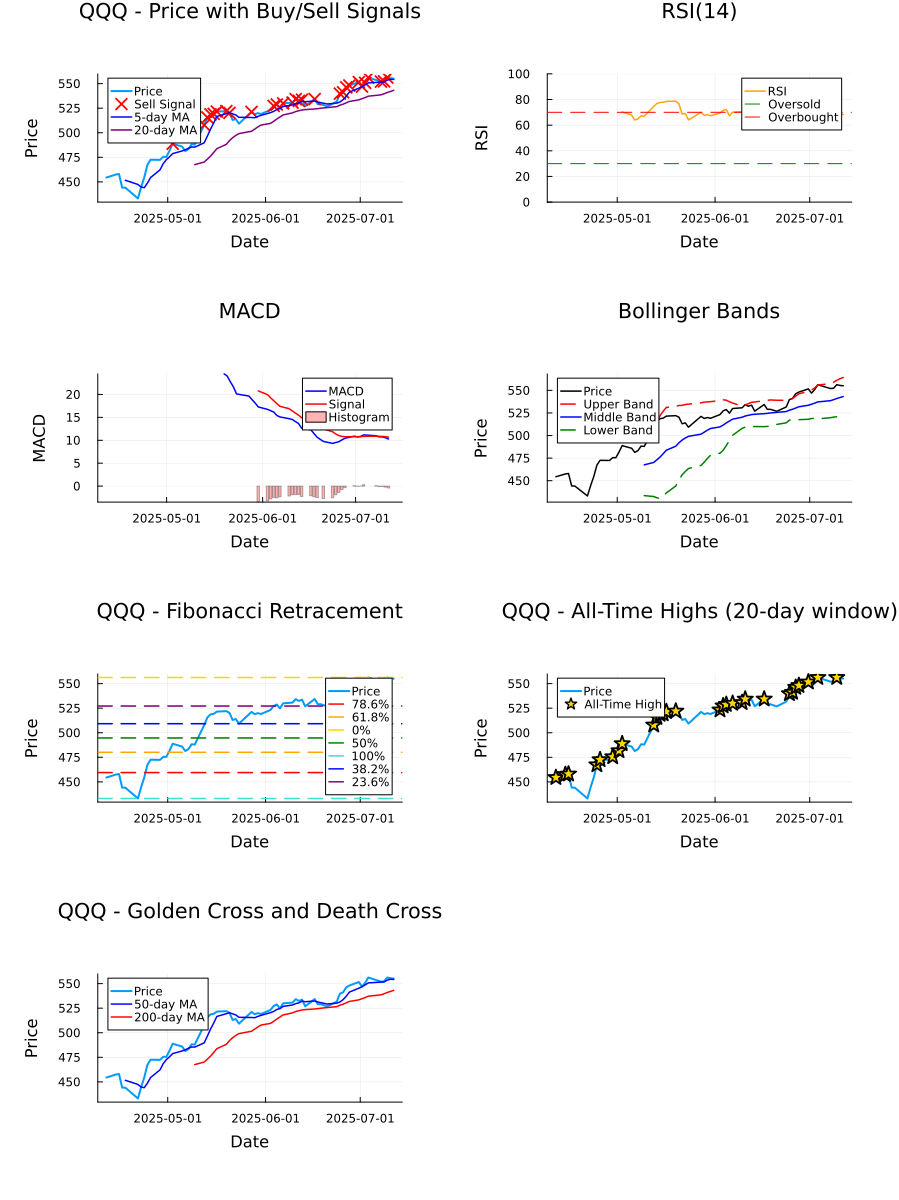 QQQ - Price with Buy/Sell Signals
Price
550
525
500
475
450
Price
Sell Signal
5-day MA
20-day MA
2025-05-01
2025-06-01
2025-07-01
Date
RSI(14)
RSI
100
80
60
40
20
0
RSI
Oversold
Overbought
2025-05-01
2025-06-01
2025-07-01
Date
MACD
MACD
20
15
10
5
0
MACD
Signal
Histogram
2025-05-01
2025-06-01
2025-07-01
Date
Bollinger Bands
Price
550
525
500
475
450
Price
Upper Band
Middle Band
Lower Band
2025-05-01
2025-06-01
2025-07-01
Date
QQQ - Fibonacci Retracement
Price
550
525
500
475
450
Price
78.6%
61.8%
0%
50%
100%
38.2%
23.6%
2025-05-01
2025-06-01
2025-07-01
Date
QQQ - All-Time Highs (20-day window)
Price
550
525
500
475
450
Price
All-Time High
2025-05-01
2025-06-01
2025-07-01
Date
QQQ - Golden Cross and Death Cross
Price
550
525
500
475
450
Price
50-day MA
200-day MA
2025-05-01
2025-06-01
2025-07-01
Date